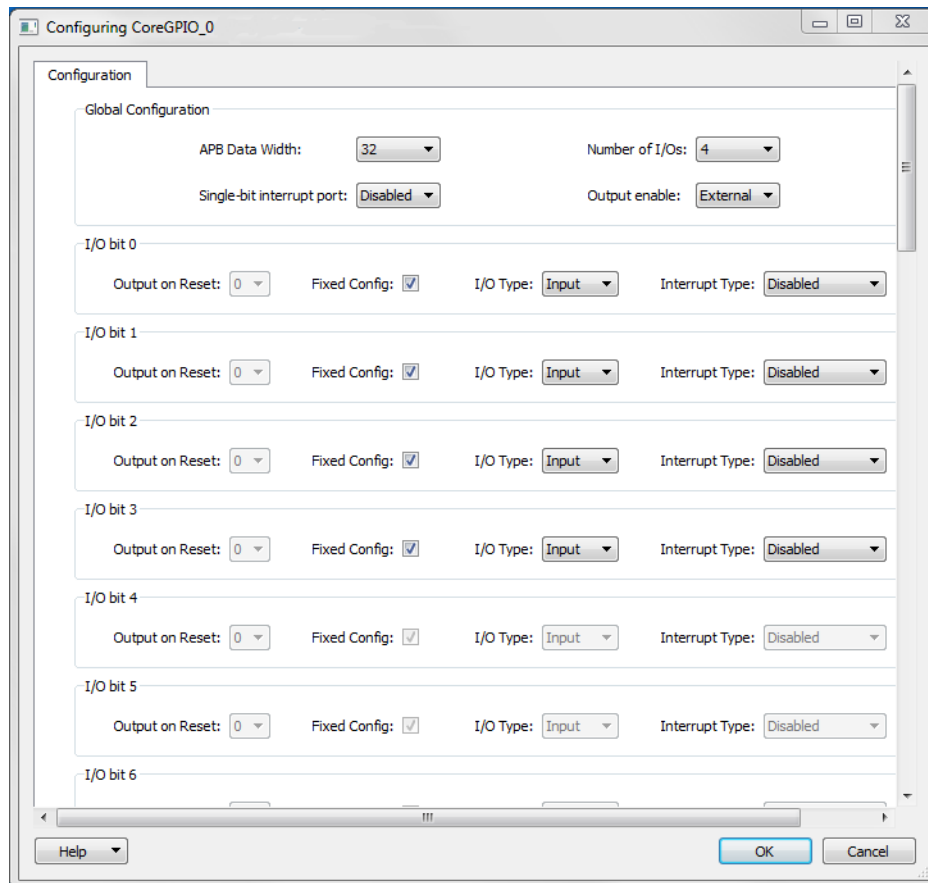 Configuring CoreGPIO_0
Configuration
Global Configuration
APB Data Width: 32 Number of I/Os: 4
Single-bit interrupt port: Disabled Output enable: External
I/O bit 0
Output on Reset: 0 Fixed Config: I/O Type: Input Interrupt Type: Disabled
I/O bit 1
Output on Reset: 0 Fixed Config: I/O Type: Input Interrupt Type: Disabled
I/O bit 2
Output on Reset: 0 Fixed Config: I/O Type: Input Interrupt Type: Disabled
I/O bit 3
Output on Reset: 0 Fixed Config: I/O Type: Input Interrupt Type: Disabled
I/O bit 4
Output on Reset: 0 Fixed Config: I/O Type: Input Interrupt Type: Disabled
I/O bit 5
Output on Reset: 0 Fixed Config: I/O Type: Input Interrupt Type: Disabled
I/O bit 6
Help OK Cancel